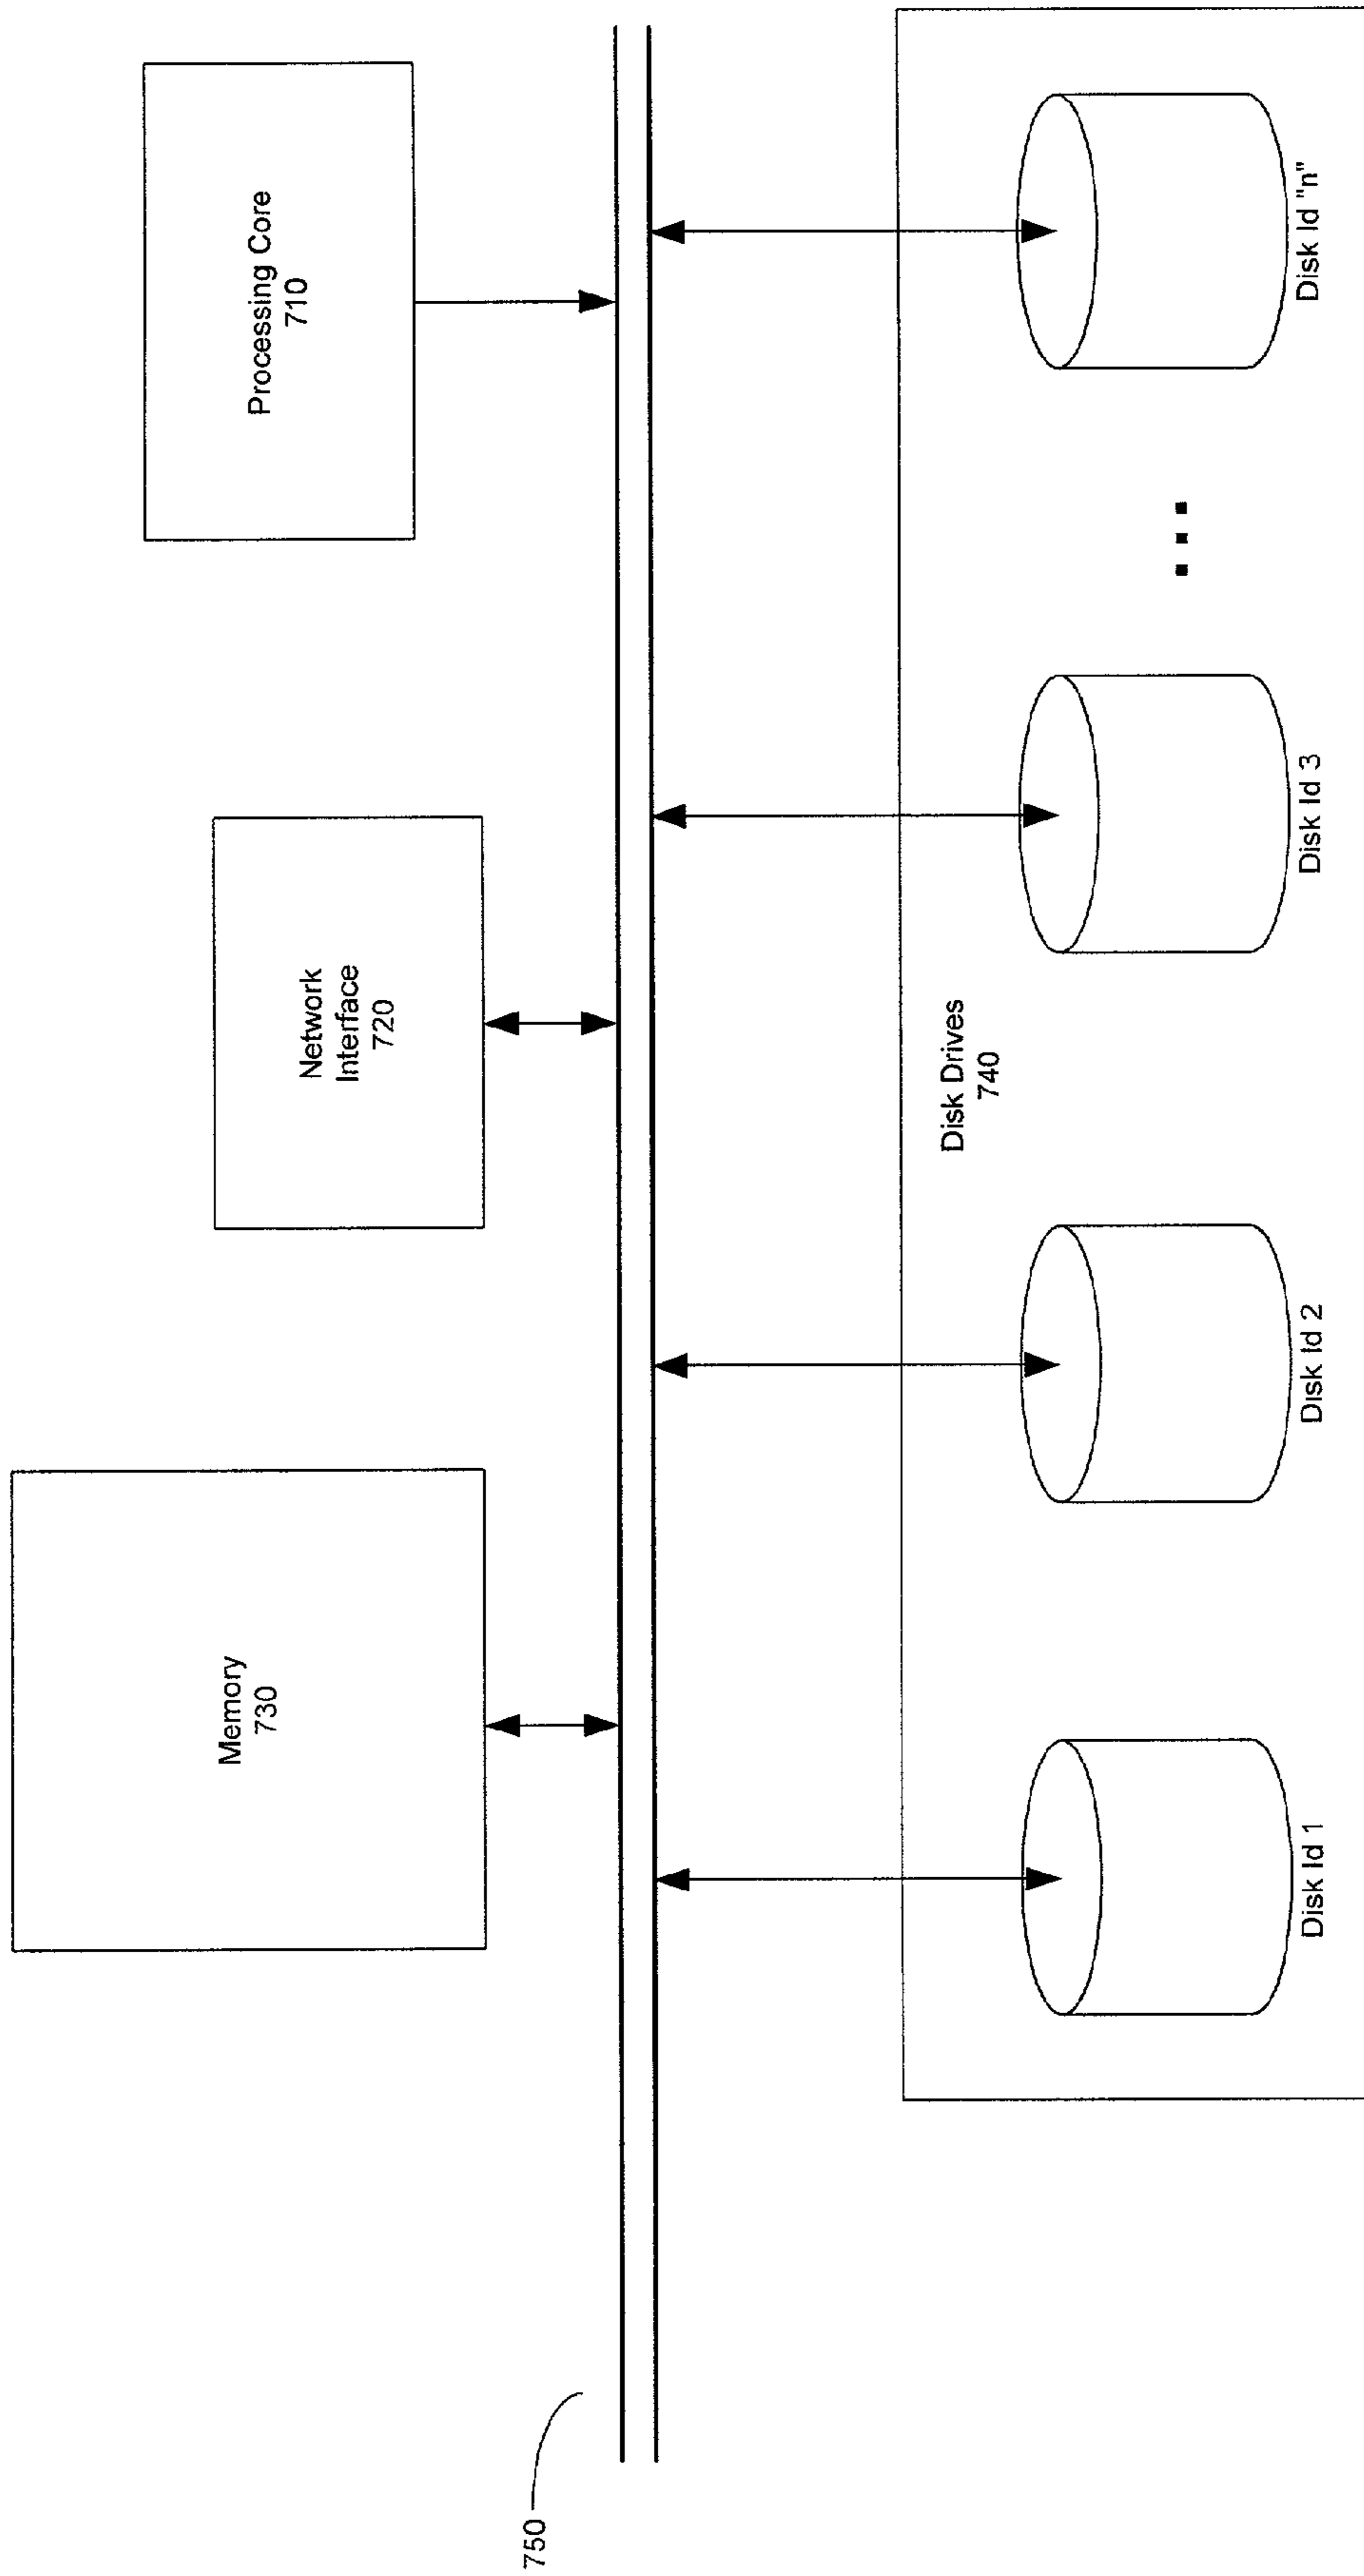 Memory
730
Network
Interface
720
Processing Core
710
750
Disk Drives
740
Disk Id 1
Disk Id 2
Disk Id 3
Disk Id "n"